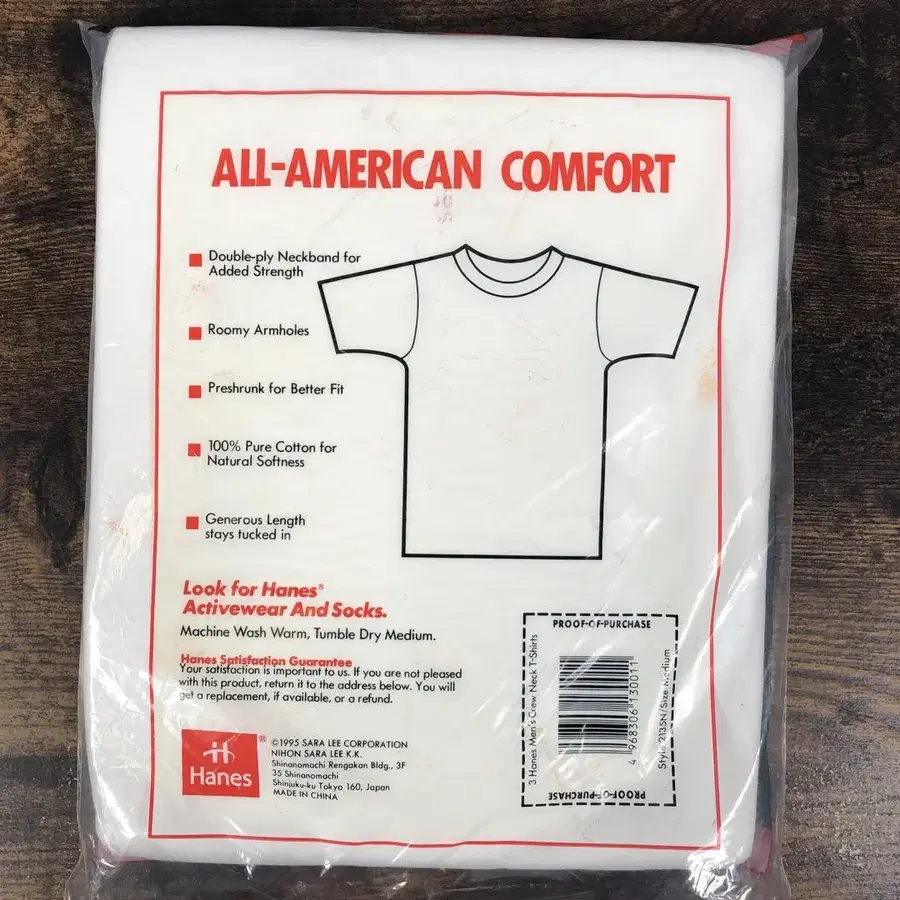 ALL-AMERICAN COMFORT
Double-ply Neckband for
Added Strength
Roomy Armholes
Preshrunk for Better Fit
100% Pure Cotton for
Natural Softness
Generous Length
stays tucked in
Look for Hanes®
Activewear And Socks.
Machine Wash Warm, Tumble Dry Medium.
Hanes Satisfaction Guarantee
Your satisfaction is important to us. If you are not pleased
with this product, return it to the address below. You will
get a replacement, if available, or a refund.
Hanes®
©1995 SARA LEE CORPORATION
NIHON SARA LEE K.K.
Shinanomachi Rengakan Bldg., 3F
35 Shinanomachi
Shinjuku-ku Tokyo 160, Japan
MADE IN CHINA
PROOF-OF-PURCHASE
3 Hanes Men's Crew Neck T-Shirts
4 968306 130011
Style 2135N/Size Medium
PROOF-OF-PURCHASE